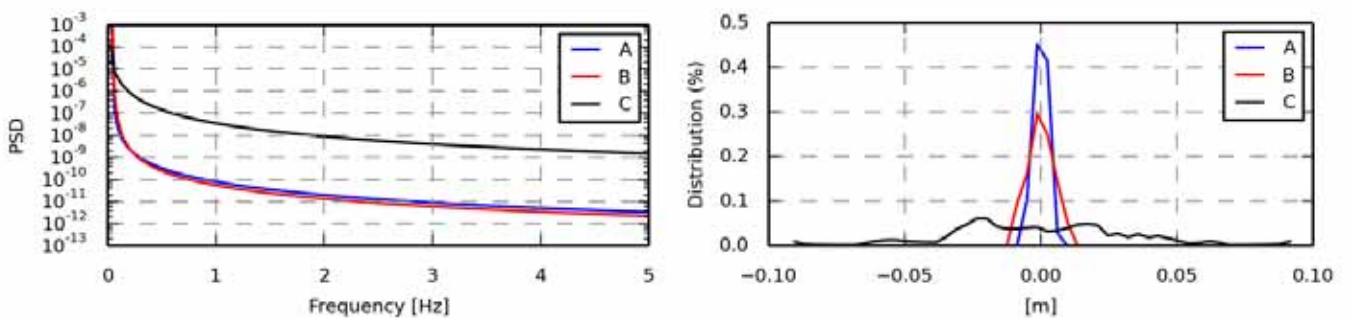 10^-3
10^-4
10^-5
10^-6
10^-7
10^-8
10^-9
10^-10
10^-11
10^-12
10^-13
PSD
0 1 2 3 4 5
Frequency [Hz]
A
B
C
0.5
0.4
0.3
0.2
0.1
0.0
Distribution (%)
−0.10 −0.05 0.00 0.05 0.10
[m]
A
B
C